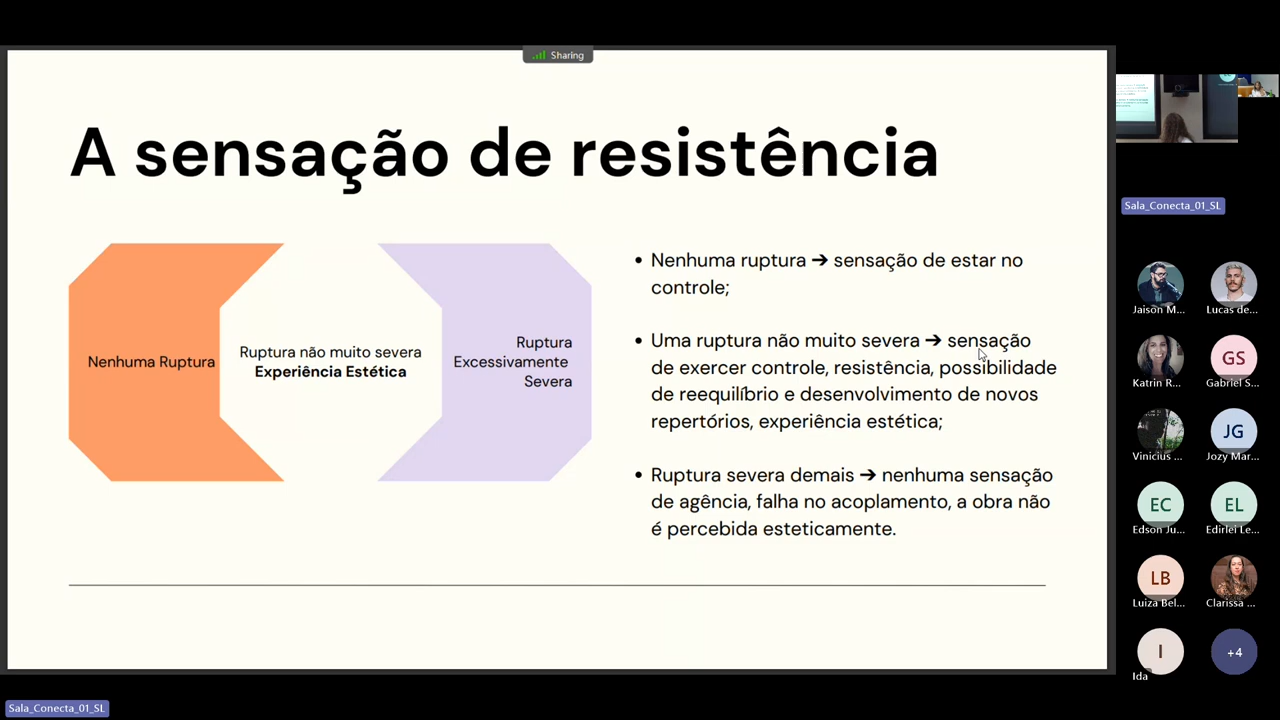 Sharing
A sensação de resistência
Nenhuma Ruptura
Ruptura não muito severa
Experiência Estética
Ruptura
Excessivamente
Severa
• Nenhuma ruptura ➔ sensação de estar no
controle;
• Uma ruptura não muito severa ➔ sensação
de exercer controle, resistência, possibilidade
de reequilíbrio e desenvolvimento de novos
repertórios, experiência estética;
• Ruptura severa demais ➔ nenhuma sensação
de agência, falha no acoplamento, a obra não
é percebida esteticamente.
Sala_Conecta_01_SL
Jaison M...
Lucas de...
Katrin R...
GS
Gabriel S...
Vinicius ...
JG
Jozy Mar...
EC
Edson Ju...
EL
Edirlei Le...
LB
Luiza Bel...
Clarissa ...
I
Ida
+4
Sala_Conecta_01_SL